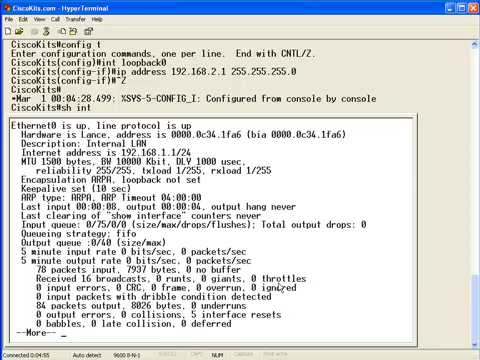 CiscoKits.com - HyperTerminal
File Edit View Call Transfer Help
CiscoKits#config t
Enter configuration commands, one per line. End with CNTL/Z.
CiscoKits(config)#int loopback0
CiscoKits(config-if)#ip address 192.168.2.1 255.255.255.0
CiscoKits(config-if)#^Z
CiscoKits#
*Mar 1 00:04:28.499: %SYS-5-CONFIG_I: Configured from console by console
CiscoKits#sh int
Ethernet0 is up, line protocol is up
Hardware is Lance, address is 0000.0c34.1fa6 (bia 0000.0c34.1fa6)
Description: Internal LAN
Internet address is 192.168.1.1/24
MTU 1500 bytes, BW 10000 Kbit, DLY 1000 usec,
reliability 255/255, txload 1/255, rxload 1/255
Encapsulation ARPA, loopback not set
Keepalive set (10 sec)
ARP type: ARPA, ARP Timeout 04:00:00
Last input 00:00:08, output 00:00:04, output hang never
Last clearing of "show interface" counters never
Input queue: 0/75/0/0 (size/max/drops/flushes); Total output drops: 0
Queueing strategy: fifo
Output queue :0/40 (size/max)
5 minute input rate 0 bits/sec, 0 packets/sec
5 minute output rate 0 bits/sec, 0 packets/sec
78 packets input, 7937 bytes, 0 no buffer
Received 16 broadcasts, 0 runts, 0 giants, 0 throttles
0 input errors, 0 CRC, 0 frame, 0 overrun, 0 ignored
0 input packets with dribble condition detected
84 packets output, 8026 bytes, 0 underruns
0 output errors, 0 collisions, 5 interface resets
0 babbles, 0 late collision, 0 deferred
--More-- _
Connected 0:04:55 Auto detect 9600 8-N-1 SCROLL CAPS NUM Capture Print echo